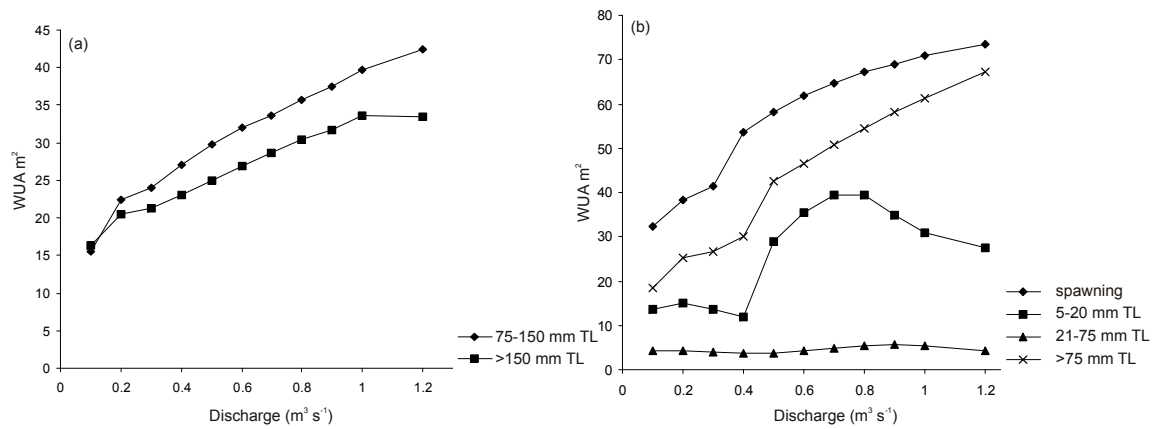 (a)
45
40
35
30
25
20
15
10
5
0
WUA m²
0 0.2 0.4 0.6 0.8 1 1.2
Discharge (m³ s⁻¹)
75-150 mm TL
>150 mm TL
(b)
80
70
60
50
40
30
20
10
0
WUA m²
0 0.2 0.4 0.6 0.8 1 1.2
Discharge (m³ s⁻¹)
spawning
5-20 mm TL
21-75 mm TL
>75 mm TL